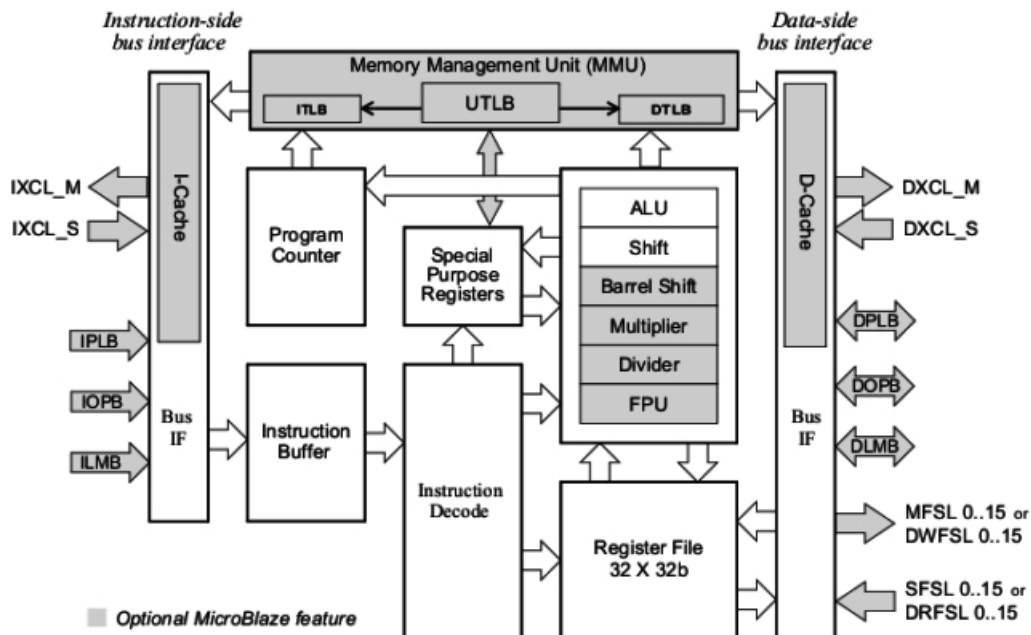 Instruction-side
bus interface
Data-side
bus interface
Memory Management Unit (MMU)
ITLB
UTLB
DTLB
I-Cache
D-Cache
IXCL_M
IXCL_S
DXCL_M
DXCL_S
Program
Counter
Special
Purpose
Registers
ALU
Shift
Barrel Shift
Multiplier
Divider
FPU
IPLB
IOPB
ILMB
Bus
IF
Instruction
Buffer
Instruction
Decode
Register File
32 X 32b
Bus
IF
DPLB
DOPB
DLMB
MFSL 0..15 or
DWFSL 0..15
SFSL 0..15 or
DRFSL 0..15
Optional MicroBlaze feature